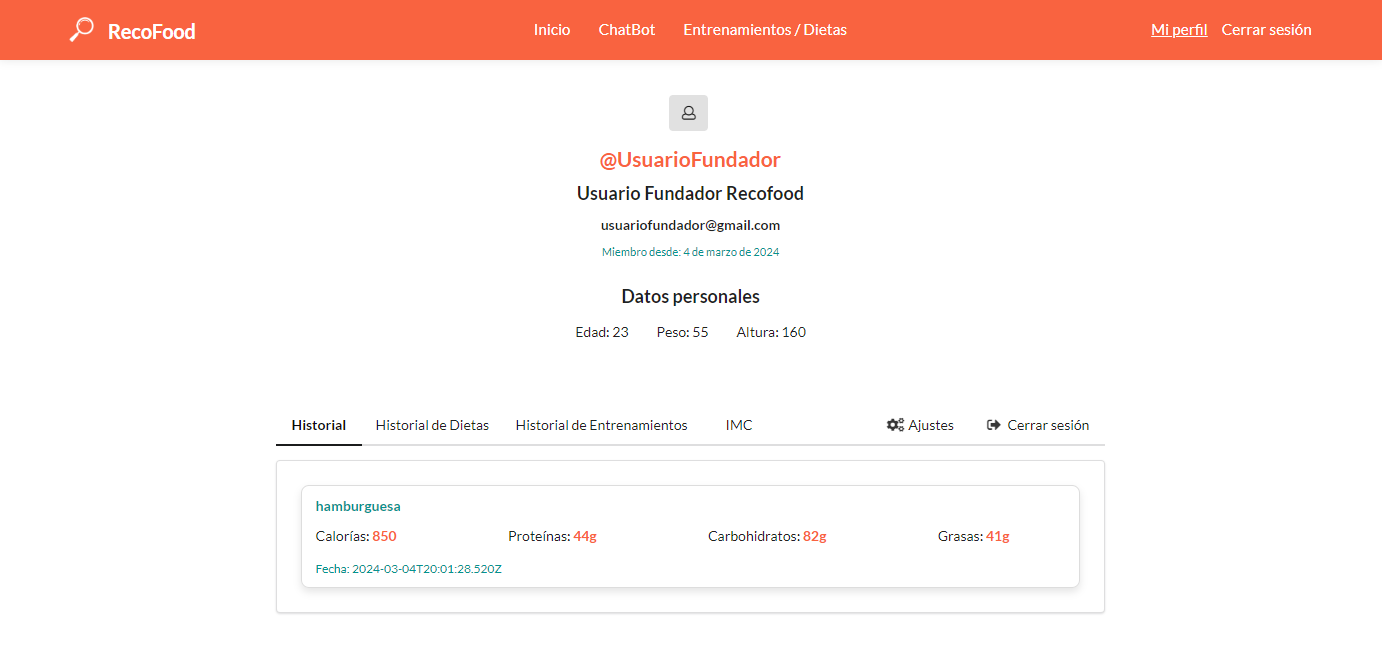 RecoFood Inicio ChatBot Entrenamientos / Dietas Mi perfil Cerrar sesión
@UsuarioFundador
Usuario Fundador Recofood
usuariofundador@gmail.com
Miembro desde: 4 de marzo de 2024
Datos personales
Edad: 23 Peso: 55 Altura: 160
Historial Historial de Dietas Historial de Entrenamientos IMC Ajustes Cerrar sesión
hamburguesa
Calorías: 850 Proteínas: 44g Carbohidratos: 82g Grasas: 41g
Fecha: 2024-03-04T20:01:28.520Z